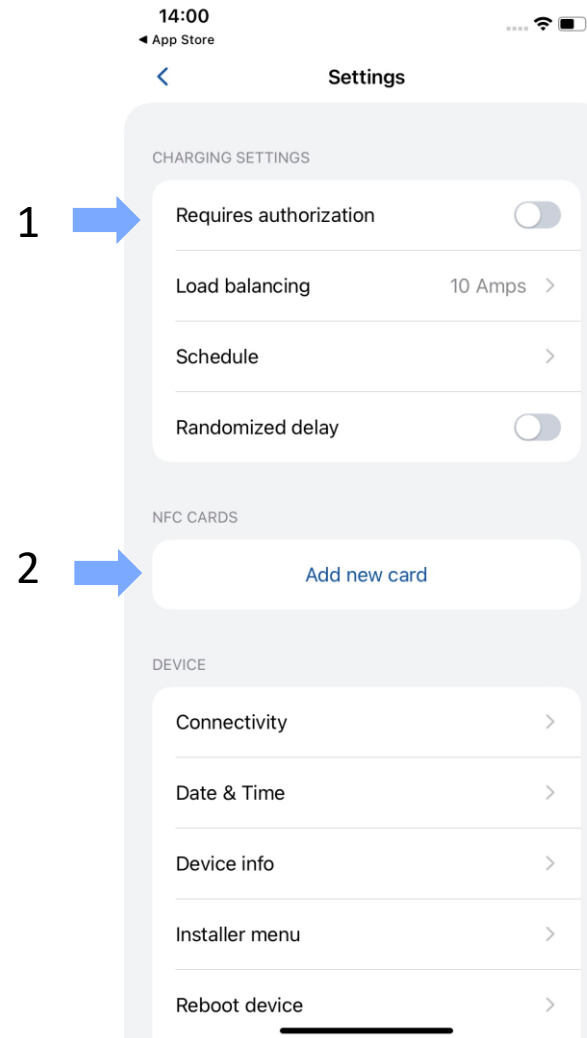 14:00
◀ App Store
Settings
CHARGING SETTINGS
1
Requires authorization
Load balancing 10 Amps
Schedule
Randomized delay
NFC CARDS
2
Add new card
DEVICE
Connectivity
Date & Time
Device info
Installer menu
Reboot device